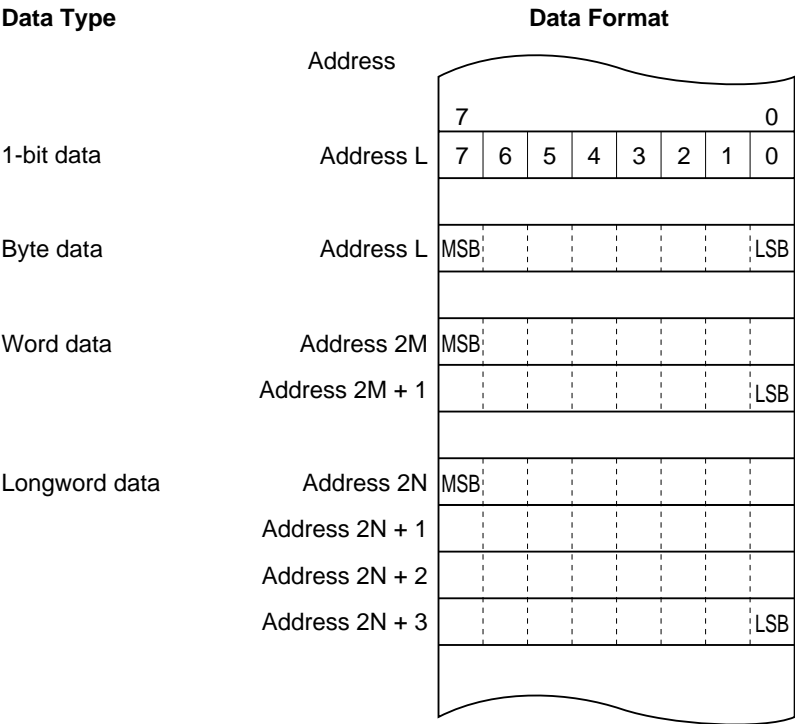 Data Type Data Format
Address
7 0
1-bit data Address L 7 6 5 4 3 2 1 0
Byte data Address L MSB LSB
Word data Address 2M MSB
Address 2M + 1 LSB
Longword data Address 2N MSB
Address 2N + 1
Address 2N + 2
Address 2N + 3 LSB